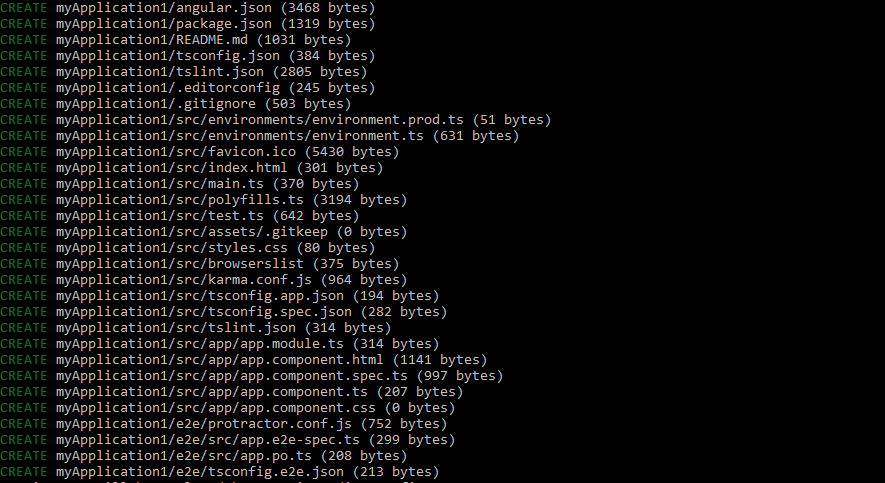 CREATE myApplication1/angular.json (3468 bytes)
CREATE myApplication1/package.json (1319 bytes)
CREATE myApplication1/README.md (1031 bytes)
CREATE myApplication1/tsconfig.json (384 bytes)
CREATE myApplication1/tslint.json (2805 bytes)
CREATE myApplication1/.editorconfig (245 bytes)
CREATE myApplication1/.gitignore (503 bytes)
CREATE myApplication1/src/environments/environment.prod.ts (51 bytes)
CREATE myApplication1/src/environments/environment.ts (631 bytes)
CREATE myApplication1/src/favicon.ico (5430 bytes)
CREATE myApplication1/src/index.html (301 bytes)
CREATE myApplication1/src/main.ts (370 bytes)
CREATE myApplication1/src/polyfills.ts (3194 bytes)
CREATE myApplication1/src/test.ts (642 bytes)
CREATE myApplication1/src/assets/.gitkeep (0 bytes)
CREATE myApplication1/src/styles.css (80 bytes)
CREATE myApplication1/src/browserslist (375 bytes)
CREATE myApplication1/src/karma.conf.js (964 bytes)
CREATE myApplication1/src/tsconfig.app.json (194 bytes)
CREATE myApplication1/src/tsconfig.spec.json (282 bytes)
CREATE myApplication1/src/tslint.json (314 bytes)
CREATE myApplication1/src/app/app.module.ts (314 bytes)
CREATE myApplication1/src/app/app.component.html (1141 bytes)
CREATE myApplication1/src/app/app.component.spec.ts (997 bytes)
CREATE myApplication1/src/app/app.component.ts (207 bytes)
CREATE myApplication1/src/app/app.component.css (0 bytes)
CREATE myApplication1/e2e/protractor.conf.js (752 bytes)
CREATE myApplication1/e2e/src/app.e2e-spec.ts (299 bytes)
CREATE myApplication1/e2e/src/app.po.ts (208 bytes)
CREATE myApplication1/e2e/tsconfig.e2e.json (213 bytes)